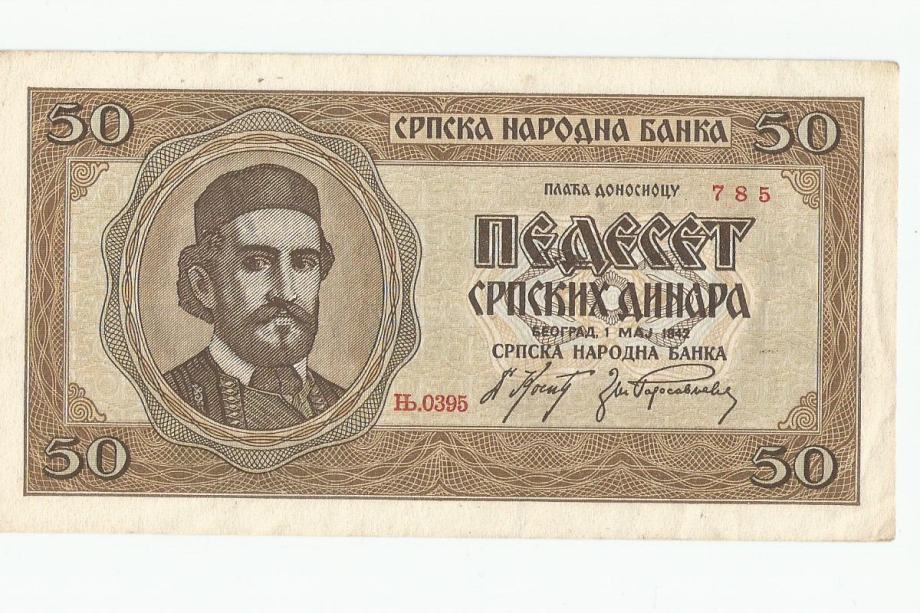 50 СРПСКА НАРОДНА БАНКА 50
ПЛАЋА ДОНОСИОЦУ 785
ПЕДЕСЕТ
СРПСКИХ ДИНАРА
БЕОГРАД, 1 МАЈ 1942
СРПСКА НАРОДНА БАНКА
Њ.0395
50 50